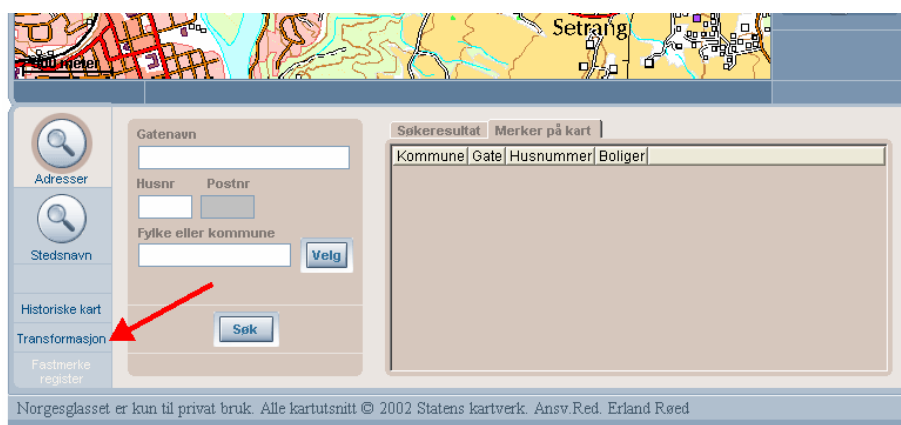 Setrang
400 meter
Adresser
Stedsnavn
Historiske kart
Transformasjon
Fastmerke
register
Gatenavn
Husnr Postnr
Fylke eller kommune
Velg
Søk
Søkeresultat Merker på kart
Kommune Gate Husnummer Boliger
Norgesglasset er kun til privat bruk. Alle kartutsnitt © 2002 Statens kartverk. Ansv.Red. Erland Røed